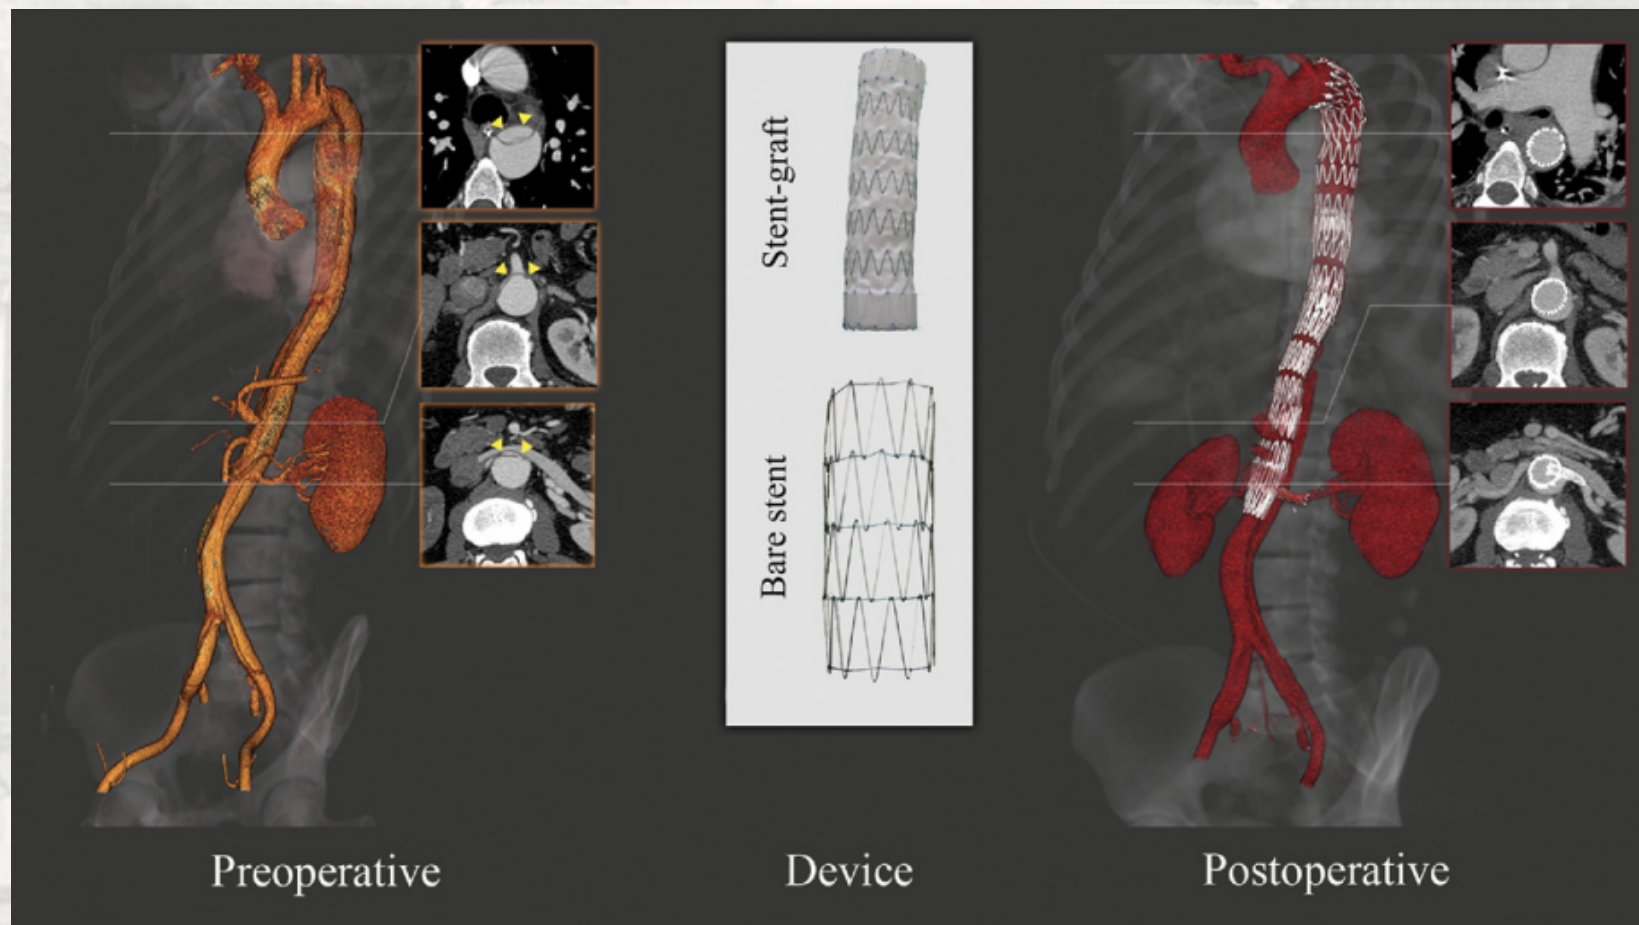 Stent-graft
Bare stent
Preoperative
Device
Postoperative